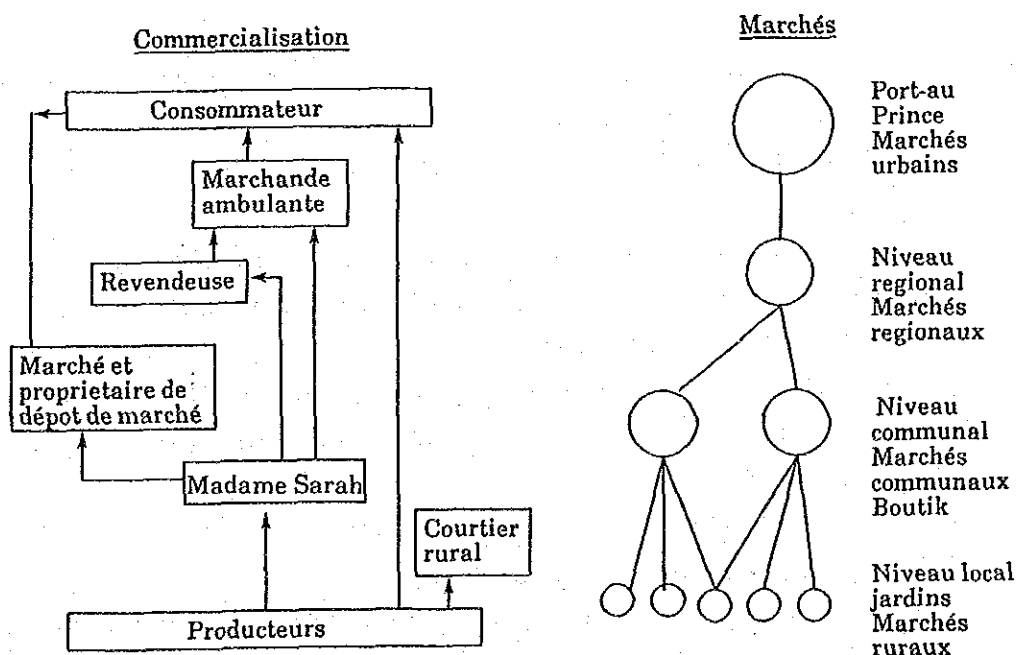 Commercialisation
Consommateur
Marchande
ambulante
Revendeuse
Marché et
proprietaire de
dépot de marché
Madame Sarah
Courtier
rural
Producteurs
Marchés
Port-au
Prince
Marchés
urbains
Niveau
regional
Marchés
regionaux
Niveau
communal
Marchés
communaux
Boutik
Niveau local
jardins
Marchés
ruraux